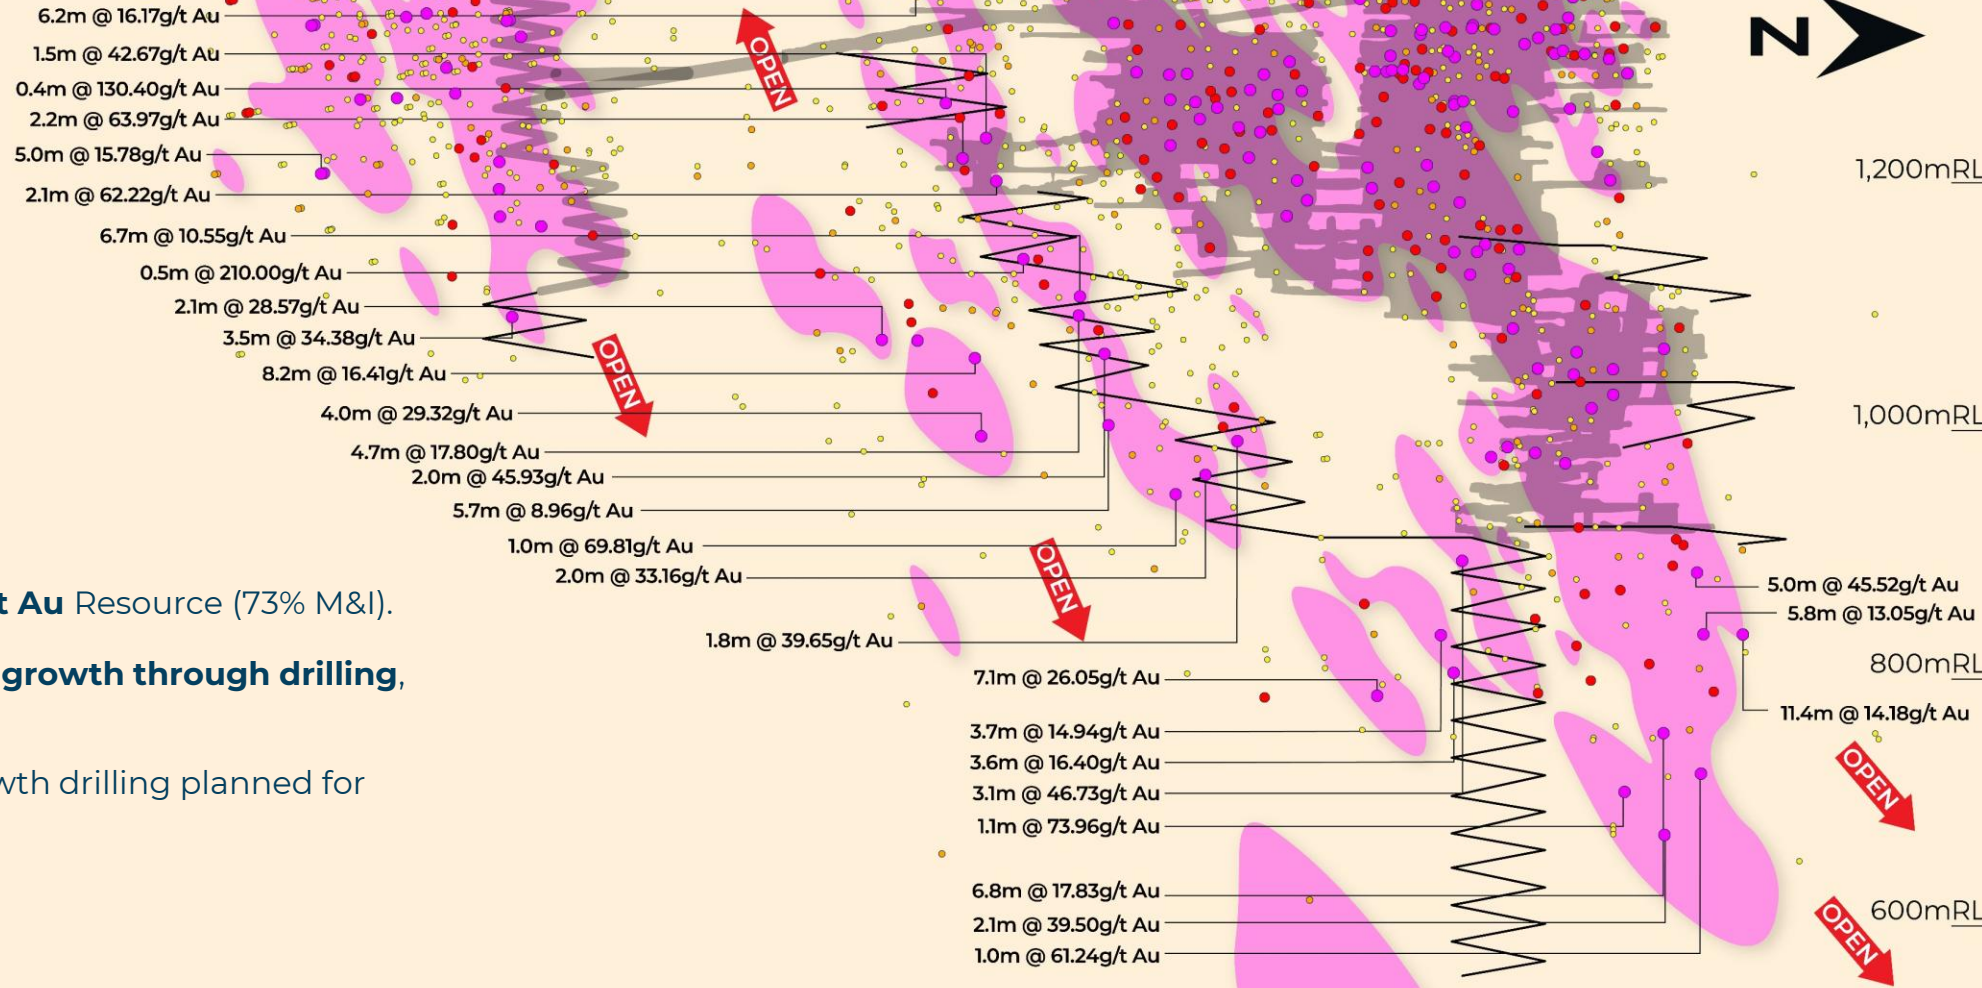 6.2m @ 16.17g/t Au
1.5m @ 42.67g/t Au
0.4m @ 130.40g/t Au
2.2m @ 63.97g/t Au
5.0m @ 15.78g/t Au
2.1m @ 62.22g/t Au
6.7m @ 10.55g/t Au
0.5m @ 210.00g/t Au
2.1m @ 28.57g/t Au
3.5m @ 34.38g/t Au
8.2m @ 16.41g/t Au
4.0m @ 29.32g/t Au
4.7m @ 17.80g/t Au
2.0m @ 45.93g/t Au
5.7m @ 8.96g/t Au
1.0m @ 69.81g/t Au
2.0m @ 33.16g/t Au
1.8m @ 39.65g/t Au
7.1m @ 26.05g/t Au
3.7m @ 14.94g/t Au
3.6m @ 16.40g/t Au
3.1m @ 46.73g/t Au
1.1m @ 73.96g/t Au
6.8m @ 17.83g/t Au
2.1m @ 39.50g/t Au
1.0m @ 61.24g/t Au
OPEN
OPEN
OPEN
N
1,200mRL
1,000mRL
5.0m @ 45.52g/t Au
5.8m @ 13.05g/t Au
800mRL
11.4m @ 14.18g/t Au
OPEN
600mRL
OPEN
t Au Resource (73% M&I).
growth through drilling,
wth drilling planned for